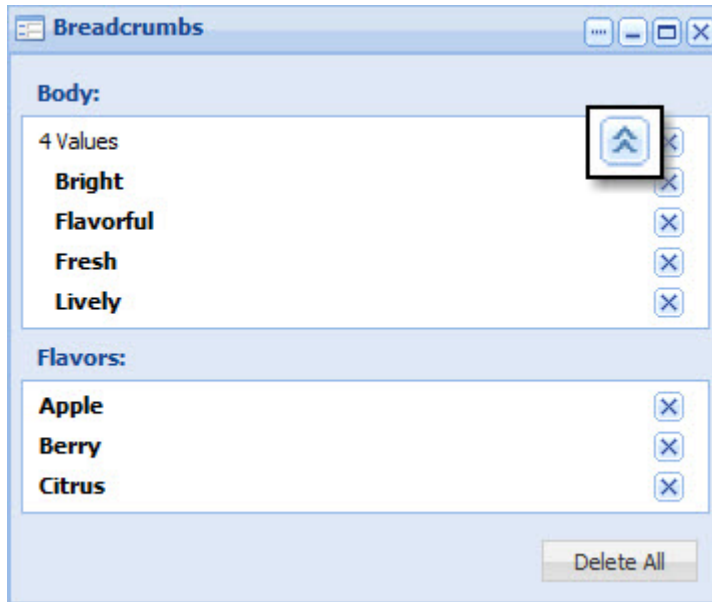 Breadcrumbs
Body:
4 Values
Bright
Flavorful
Fresh
Lively
Flavors:
Apple
Berry
Citrus
Delete All